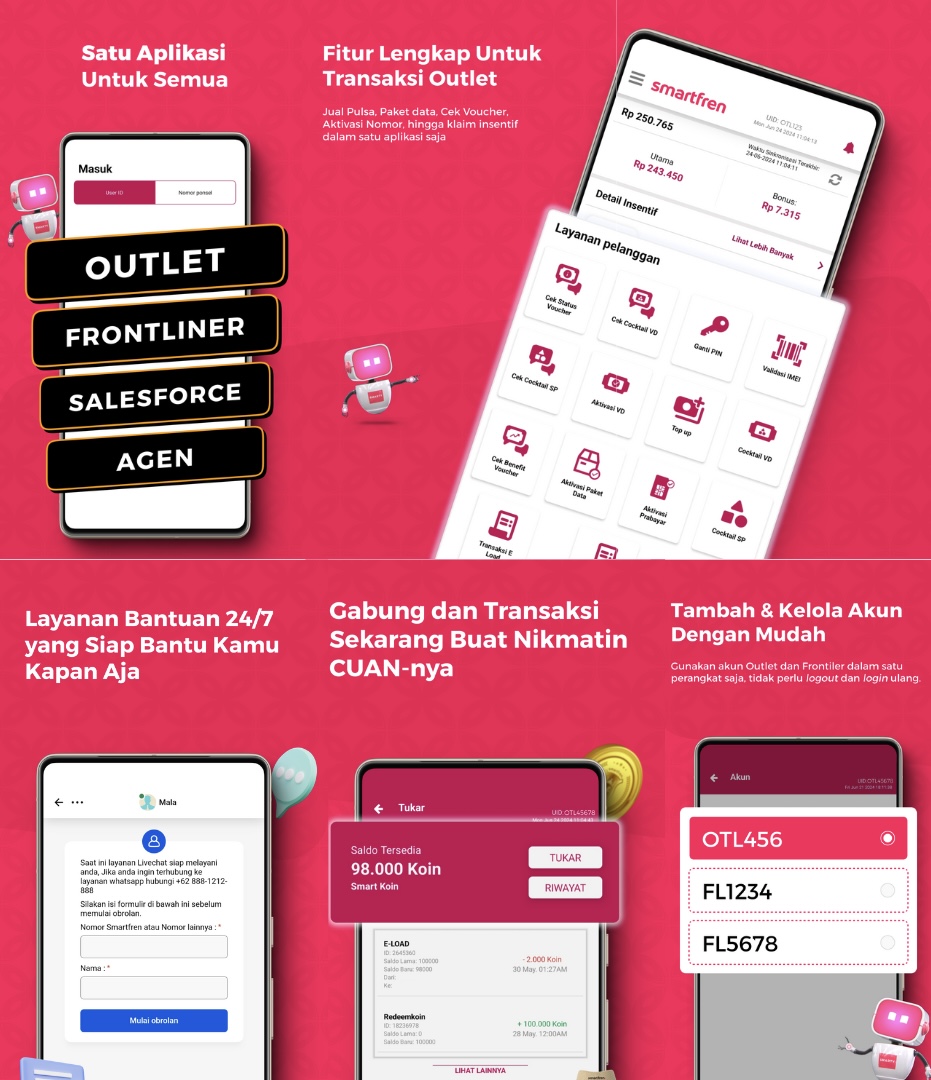 Satu Aplikasi
Untuk Semua
Masuk
User ID
Nomor ponsel
OUTLET
FRONTLINER
SALESFORCE
AGEN
Fitur Lengkap Untuk
Transaksi Outlet
Jual Pulsa, Paket data, Cek Voucher,
Aktivasi Nomor, hingga klaim insentif
dalam satu aplikasi saja
smartfren
UID: OTL123
Mon Jun 24 2024 11:04:13
Rp 250.765
Waktu Sinkronisasi Terakhir:
24-06-2024 11:04:11
Utama
Rp 243.450
Bonus:
Rp 7.315
Detail Insentif
Lihat Lebih Banyak
Layanan pelanggan
Cek Status
Voucher
Cek Cocktail VD
Ganti PIN
Validasi IMEI
Cek Cocktail SP
Aktivasi VD
Top up
Cocktail VD
Cek Benefit
Voucher
Aktivasi Paket
Data
Aktivasi
Prabayar
Cocktail SP
Transaksi E
Load
Layanan Bantuan 24/7
yang Siap Bantu Kamu
Kapan Aja
Mala
Saat ini layanan Livechat siap melayani
anda, Jika anda ingin terhubung ke
layanan whatsapp hubungi +62 888-1212-
888
Silakan isi formulir di bawah ini sebelum
memulai obrolan.
Nomor Smartfren atau Nomor lainnya : *
Nama : *
Mulai obrolan
Gabung dan Transaksi
Sekarang Buat Nikmatin
CUAN-nya
Tukar
UID: OTL45678
Saldo Tersedia
98.000 Koin
Smart Koin
TUKAR
RIWAYAT
E-LOAD
ID: 2645360
Saldo Lama: 100000
Saldo Baru: 98000
Dari:
Ke:
- 2.000 Koin
30 May. 01:27AM
Redeemkoin
ID: 18236978
Saldo Lama: 0
Saldo Baru: 100000
+ 100.000 Koin
28 May. 12:00AM
LIHAT LAINNYA
Tambah & Kelola Akun
Dengan Mudah
Gunakan akun Outlet dan Frontiler dalam satu
perangkat saja, tidak perlu logout dan login ulang.
Akun
OTL456
FL1234
FL5678